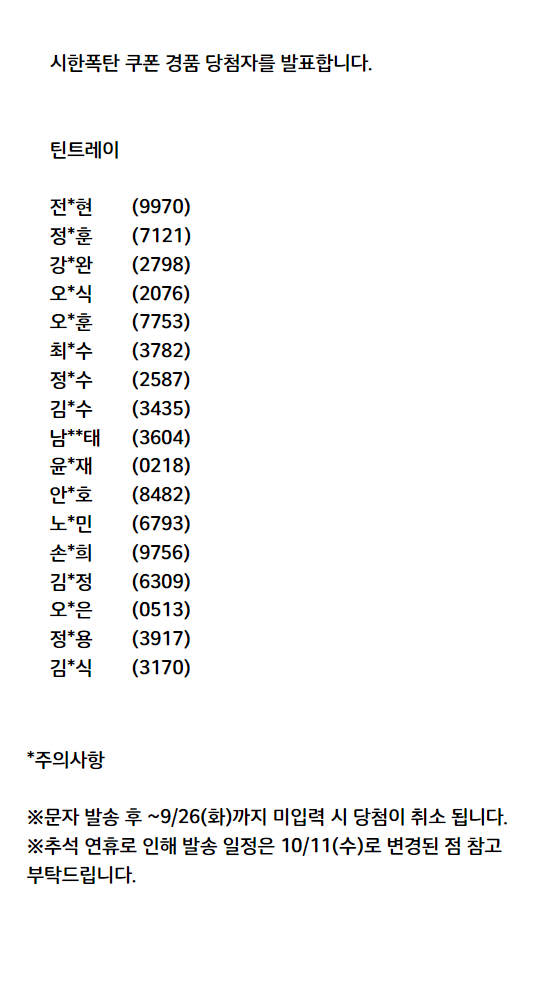 시한폭탄 쿠폰 경품 당첨자를 발표합니다.
틴트레이
전*현 (9970)
정*훈 (7121)
강*완 (2798)
오*식 (2076)
오*훈 (7753)
최*수 (3782)
정*수 (2587)
김*수 (3435)
남**태 (3604)
윤*재 (0218)
안*호 (8482)
노*민 (6793)
손*희 (9756)
김*정 (6309)
오*은 (0513)
정*용 (3917)
김*식 (3170)
*주의사항
※문자 발송 후 ~9/26(화)까지 미입력 시 당첨이 취소 됩니다.
※추석 연휴로 인해 발송 일정은 10/11(수)로 변경된 점 참고
부탁드립니다.